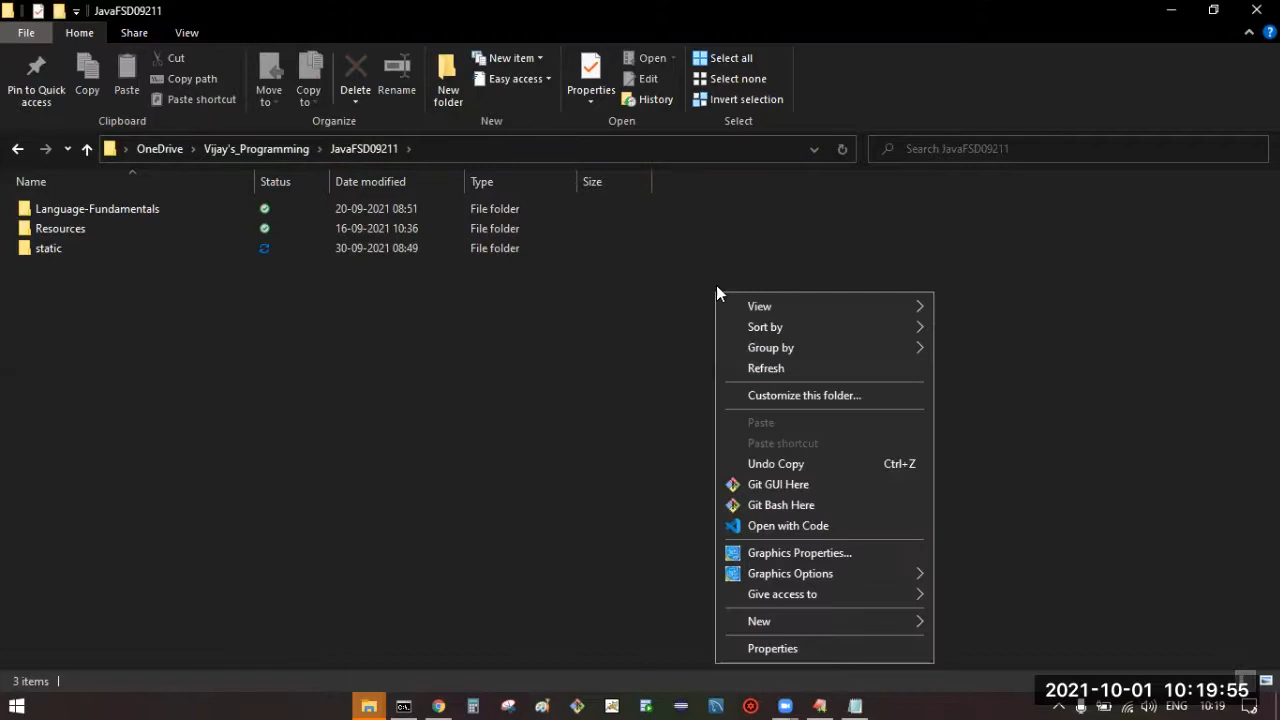 JavaFSD09211
File Home Share View
Pin to Quick access
Copy
Paste
Cut
Copy path
Paste shortcut
Clipboard
Move to
Copy to
Delete
Rename
Organize
New folder
New item
Easy access
New
Properties
Open
Edit
History
Open
Select all
Select none
Invert selection
Select
OneDrive > Vijay's_Programming > JavaFSD09211 >
Search JavaFSD09211
Name Status Date modified Type Size
Language-Fundamentals 20-09-2021 08:51 File folder
Resources 16-09-2021 10:36 File folder
static 30-09-2021 08:49 File folder
View
Sort by
Group by
Refresh
Customize this folder...
Paste
Paste shortcut
Undo Copy Ctrl+Z
Git GUI Here
Git Bash Here
Open with Code
Graphics Properties...
Graphics Options
Give access to
New
Properties
3 items
2021-10-01 10:19:55
ENG 10:19